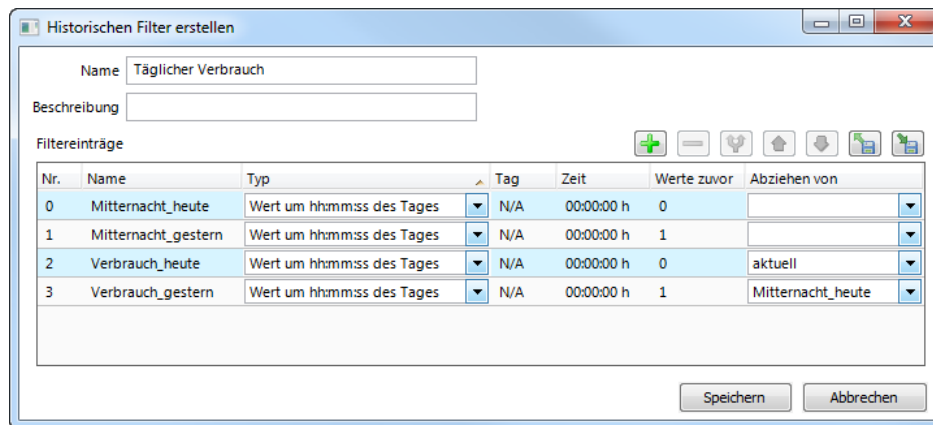 Historischen Filter erstellen
Name Täglicher Verbrauch
Beschreibung
Filtereinträge
Nr. Name Typ Tag Zeit Werte zuvor Abziehen von
0 Mitternacht_heute Wert um hh:mm:ss des Tages N/A 00:00:00 h 0
1 Mitternacht_gestern Wert um hh:mm:ss des Tages N/A 00:00:00 h 1
2 Verbrauch_heute Wert um hh:mm:ss des Tages N/A 00:00:00 h 0 aktuell
3 Verbrauch_gestern Wert um hh:mm:ss des Tages N/A 00:00:00 h 1 Mitternacht_heute
Speichern Abbrechen